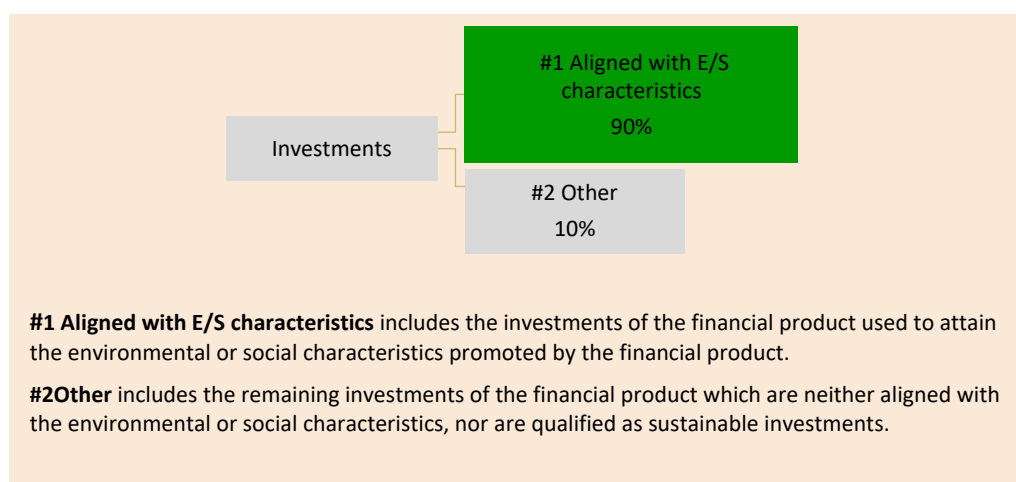 #1 Aligned with E/S
characteristics
90%
Investments
#2 Other
10%
#1 Aligned with E/S characteristics includes the investments of the financial product used to attain
the environmental or social characteristics promoted by the financial product.
#2Other includes the remaining investments of the financial product which are neither aligned with
the environmental or social characteristics, nor are qualified as sustainable investments.